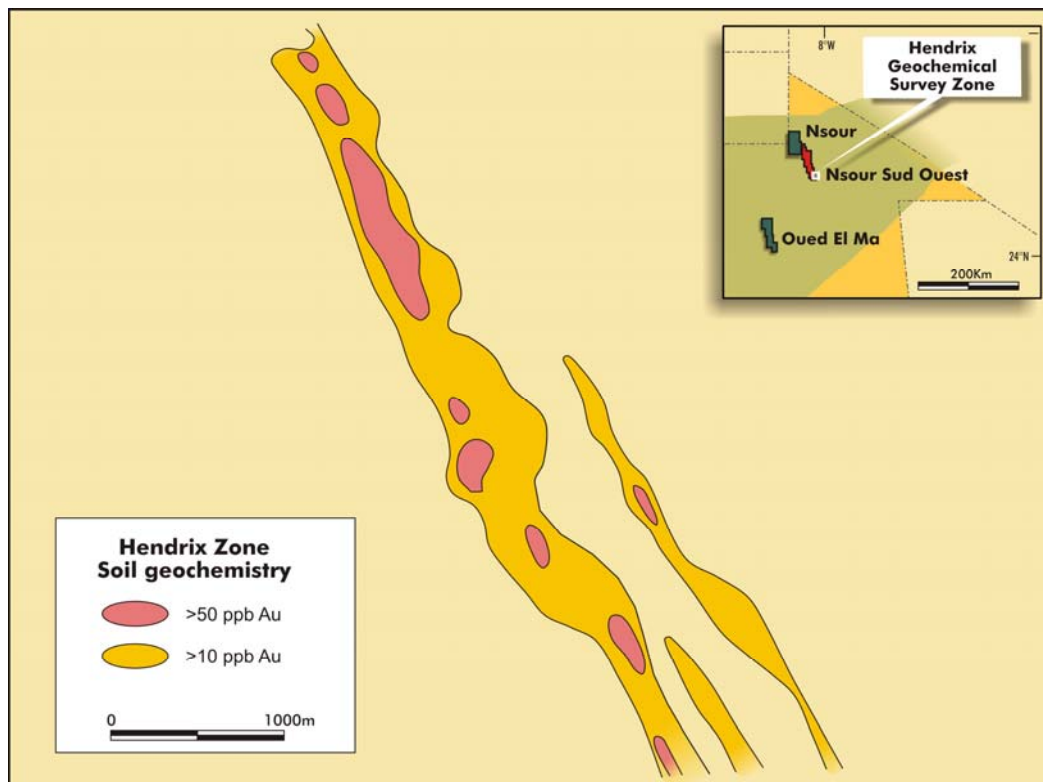 8°W
Hendrix
Geochemical
Survey Zone
Nsour
Nsour Sud Ouest
Oued El Ma
24°N
200Km
Hendrix Zone
Soil geochemistry
>50 ppb Au
>10 ppb Au
0 1000m